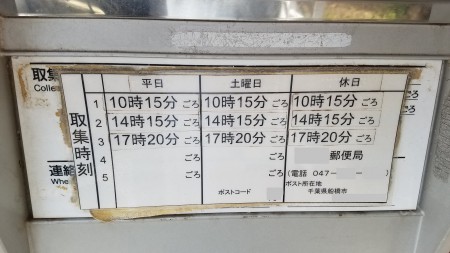 取集
Colle
平日 土曜日 休日
取集時刻
1 10時15分ごろ 10時15分ごろ 10時15分ごろ
2 14時15分ごろ 14時15分ごろ 14時15分ごろ
3 17時20分ごろ 17時20分ごろ 17時20分ごろ
4 ごろ ごろ 郵便局
5 ごろ ごろ (電話 047- -
ポストコード ポスト所在地
千葉県船橋市
連絡
Whe
ごろ
ごろ